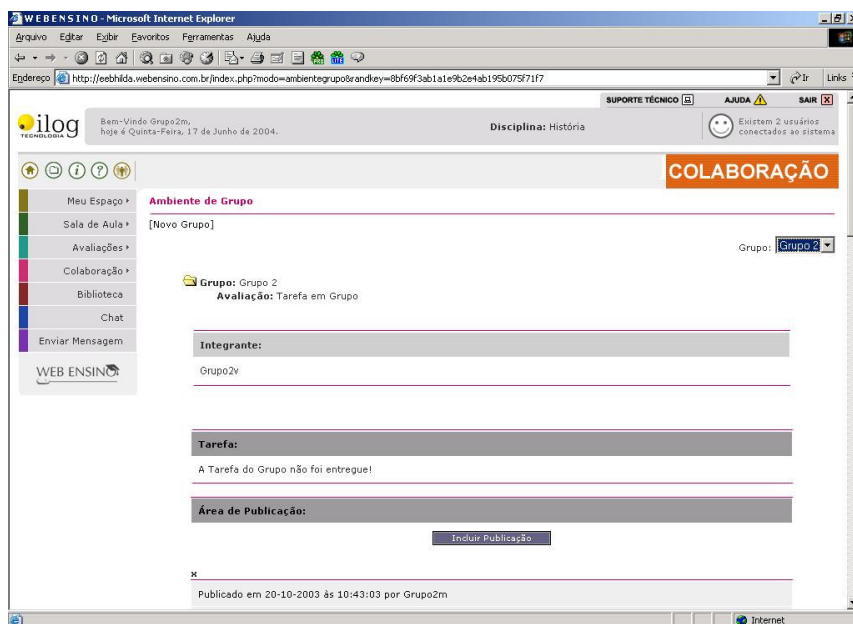 WEBENSINO - Microsoft Internet Explorer
Arquivo Editar Exibir Favoritos Ferramentas Ajuda
Endereço http://eebhilda.webensino.com.br/index.php?modo=ambientegrupo&randkey=8bf69f3ab1a1e9b2e4ab195b075f71f7 Ir Links
SUPORTE TÉCNICO AJUDA SAIR X
ilog TECNOLOGIA
Bem-Vindo Grupo2m,
hoje é Quinta-Feira, 17 de Junho de 2004.
Disciplina: História
Existem 2 usuários
conectados ao sistema
COLABORAÇÃO
Meu Espaço
Sala de Aula
Avaliações
Colaboração
Biblioteca
Chat
Enviar Mensagem
WEB ENSINO
Ambiente de Grupo
[Novo Grupo]
Grupo: Grupo 2
Grupo: Grupo 2
Avaliação: Tarefa em Grupo
Integrante:
Grupo2v
Tarefa:
A Tarefa do Grupo não foi entregue!
Área de Publicação:
Incluir Publicação
x
Publicado em 20-10-2003 às 10:43:03 por Grupo2m
Internet